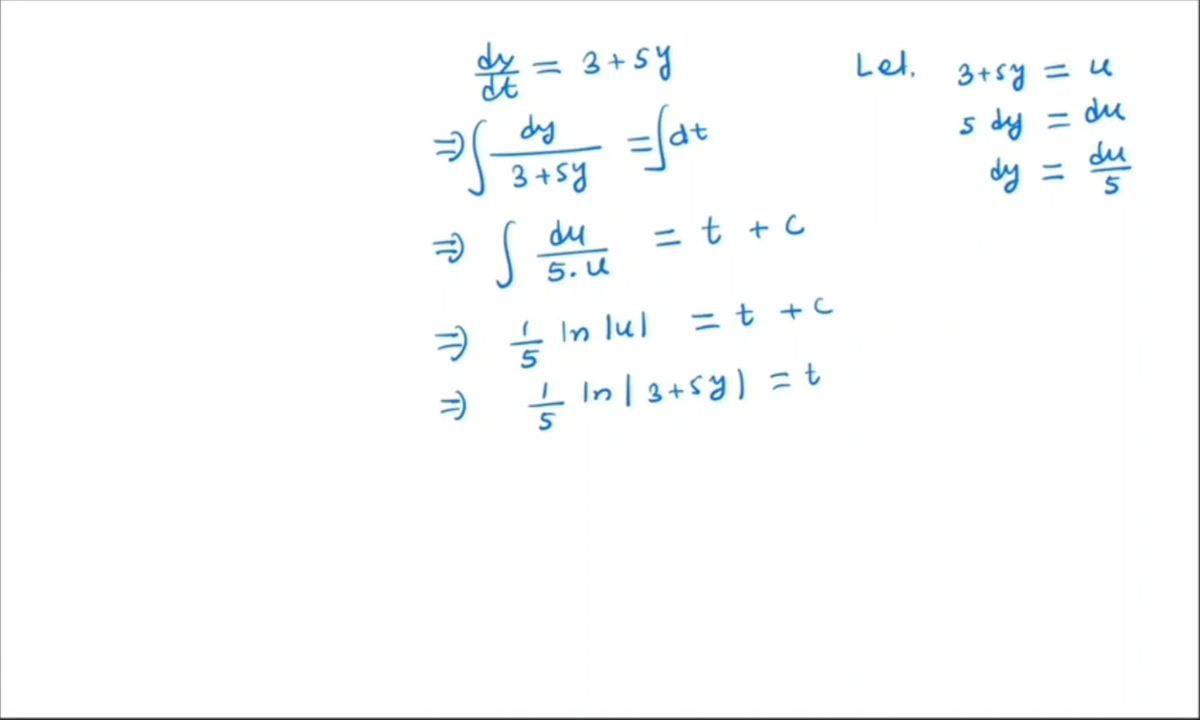 dy/dt = 3+5y
⇒ ∫ dy/(3+5y) = ∫dt
⇒ ∫ du/(5.u) = t + c
⇒ 1/5 ln |u| = t + c
⇒ 1/5 ln | 3+5y | = t
Let. 3+5y = u
5 dy = du
dy = du/5